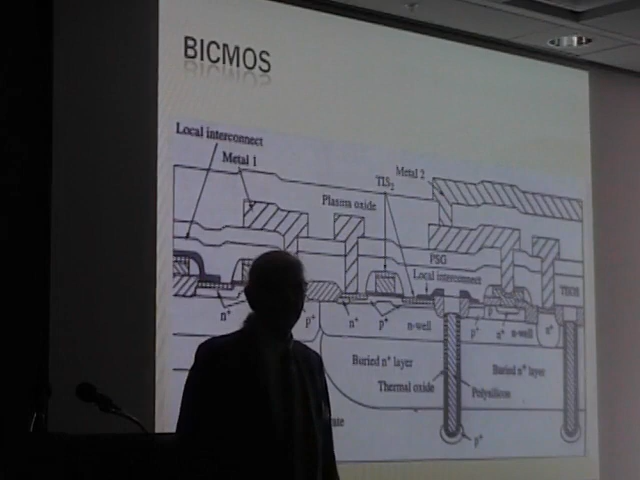 BICMOS
Local interconnect
Metal 1
Metal 2
TIS2
Plasma oxide
PSG
Local interconnect
n+
p+
n+
p+
n-well
p+
n+
n-well
n+
Buried n+ layer
Buried n+ layer
Thermal oxide
Polysilicon
p+